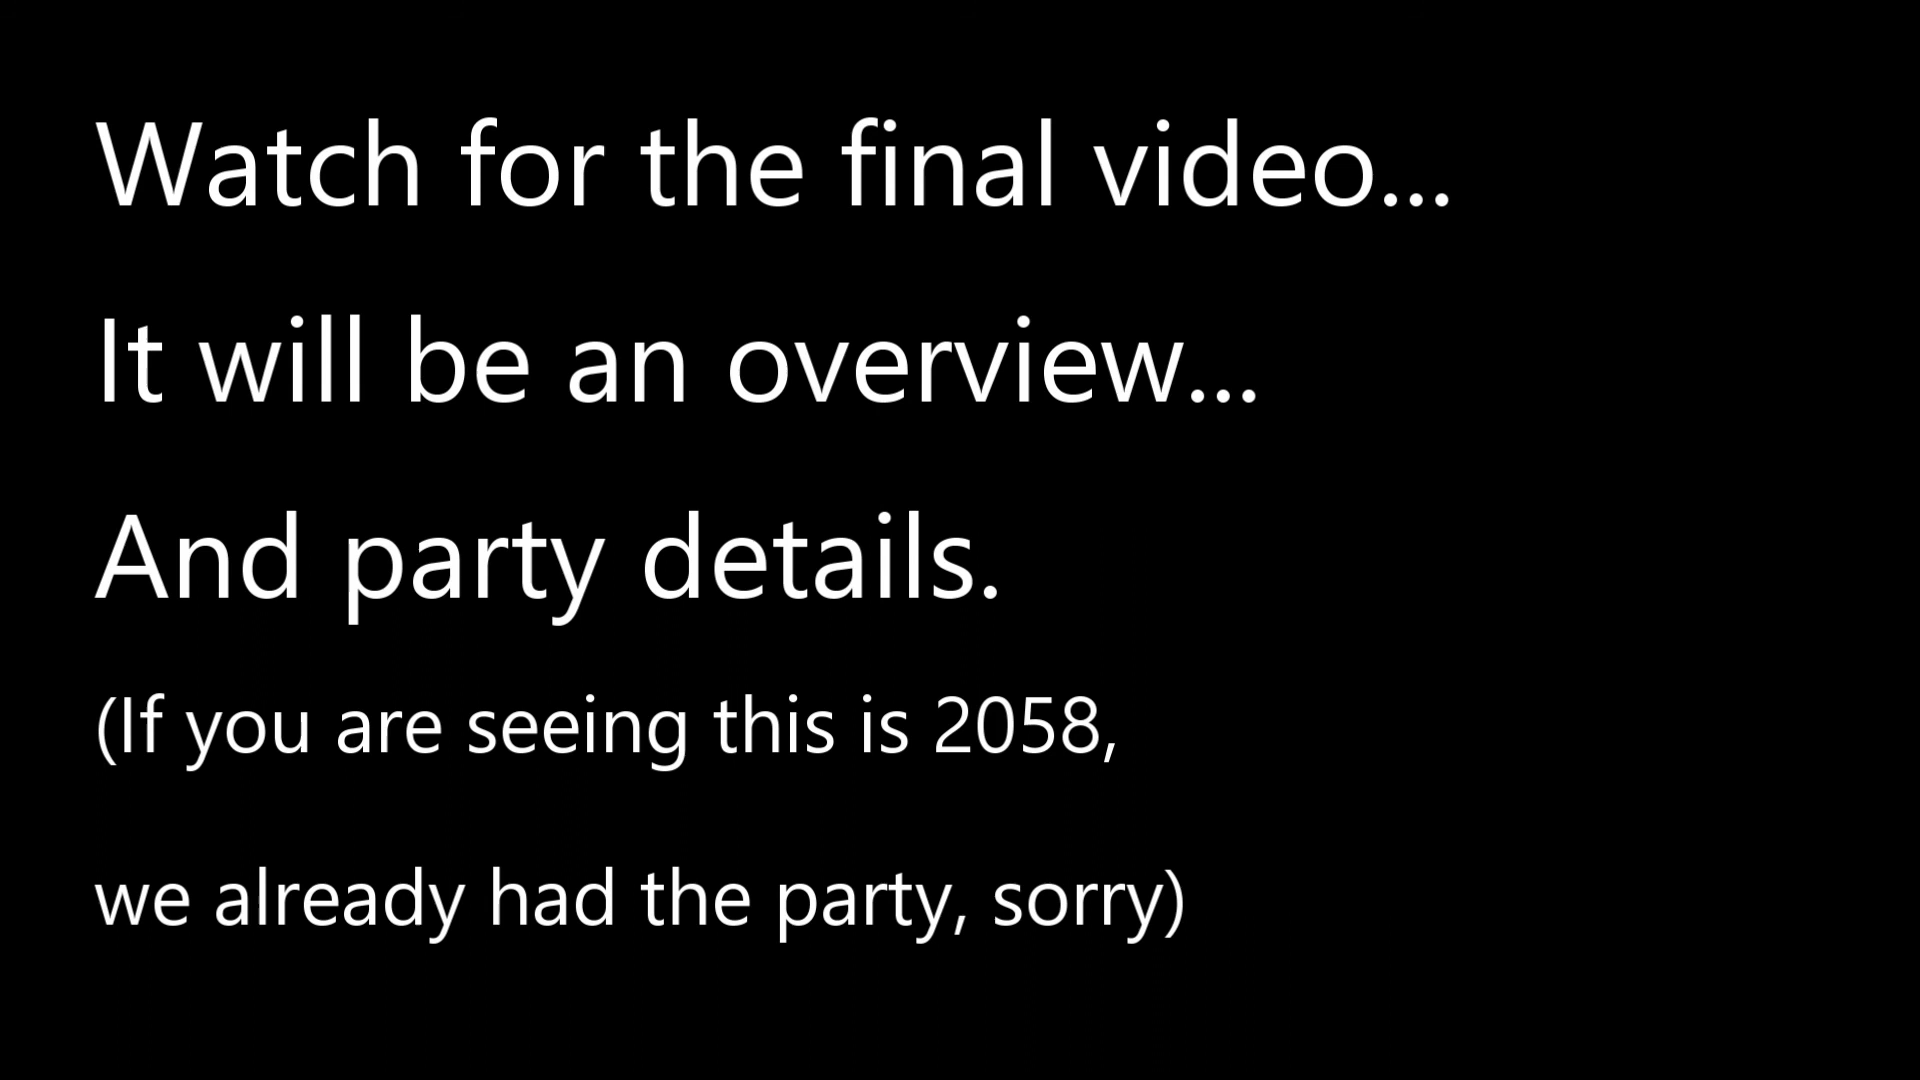 Watch for the final video...
It will be an overview...
And party details.
(If you are seeing this is 2058,
we already had the party, sorry)